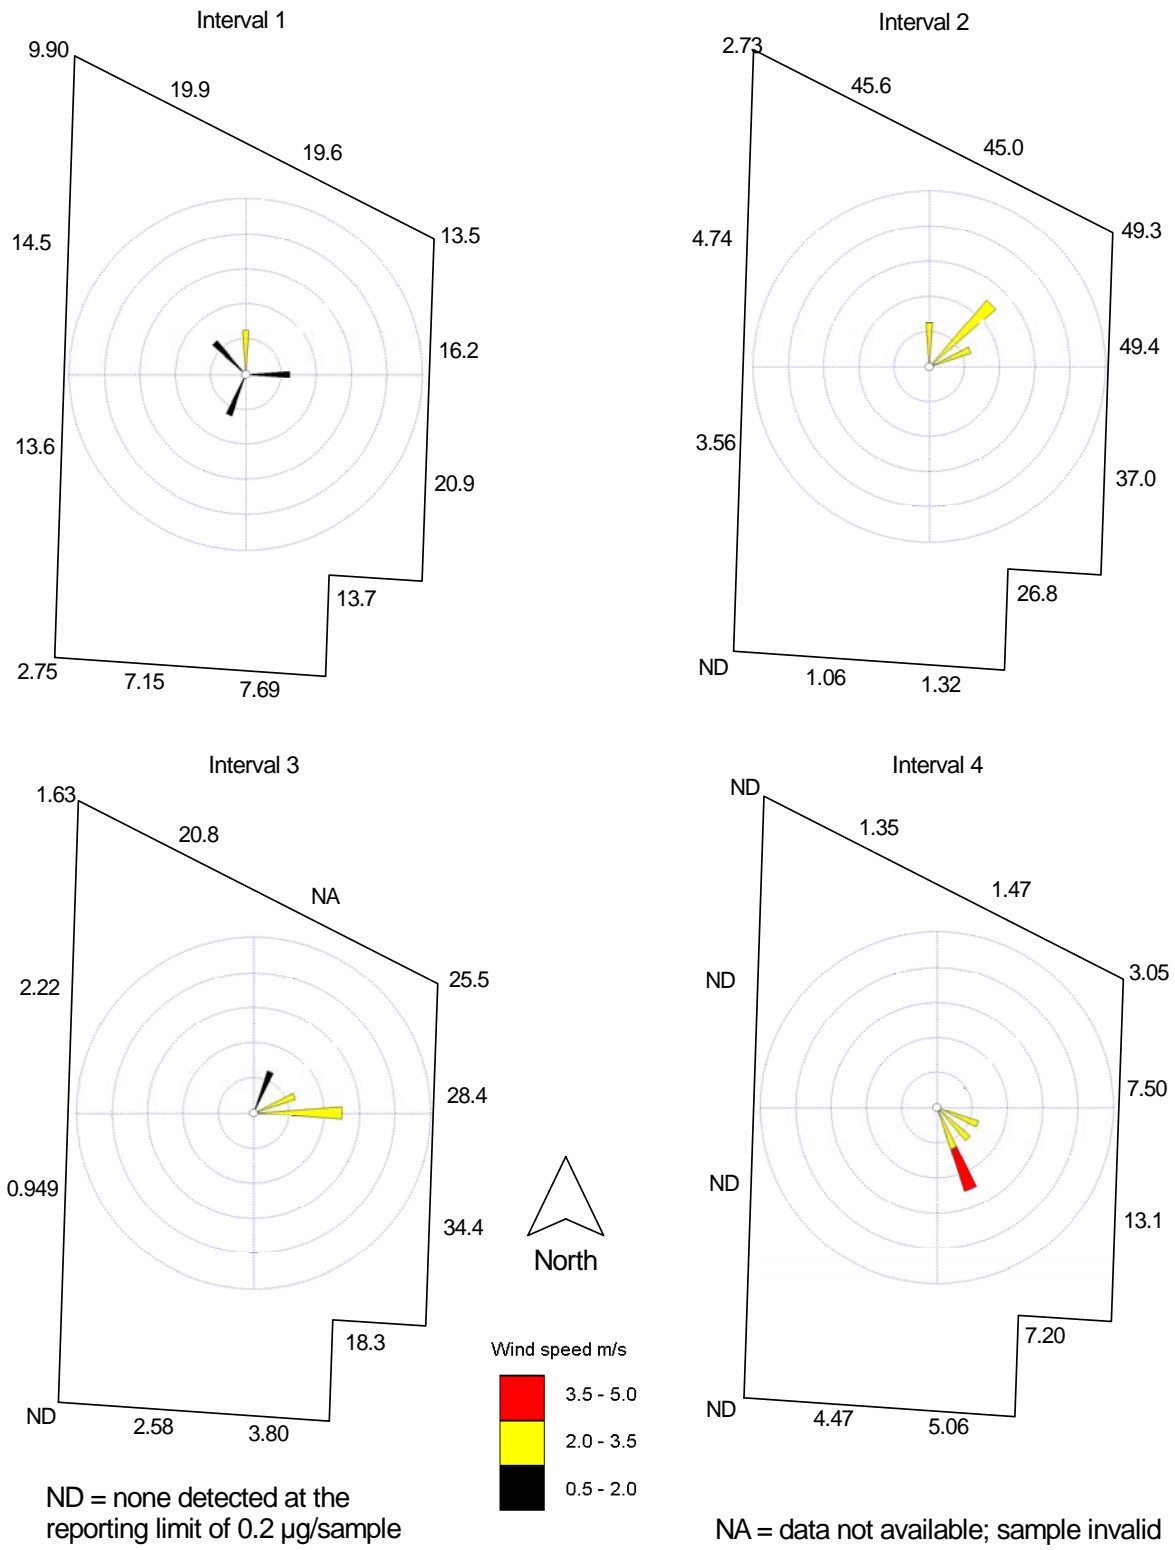 Interval 1
9.90
19.9
19.6
14.5
13.5
16.2
13.6
20.9
13.7
2.75
7.15
7.69
Interval 2
2.73
45.6
45.0
4.74
49.3
49.4
3.56
37.0
26.8
ND
1.06
1.32
Interval 3
1.63
20.8
NA
2.22
25.5
28.4
0.949
34.4
18.3
ND
2.58
3.80
Interval 4
ND
1.35
1.47
ND
3.05
7.50
ND
13.1
7.20
ND
4.47
5.06
North
Wind speed m/s
3.5 - 5.0
2.0 - 3.5
0.5 - 2.0
ND = none detected at the
reporting limit of 0.2 µg/sample
NA = data not available; sample invalid